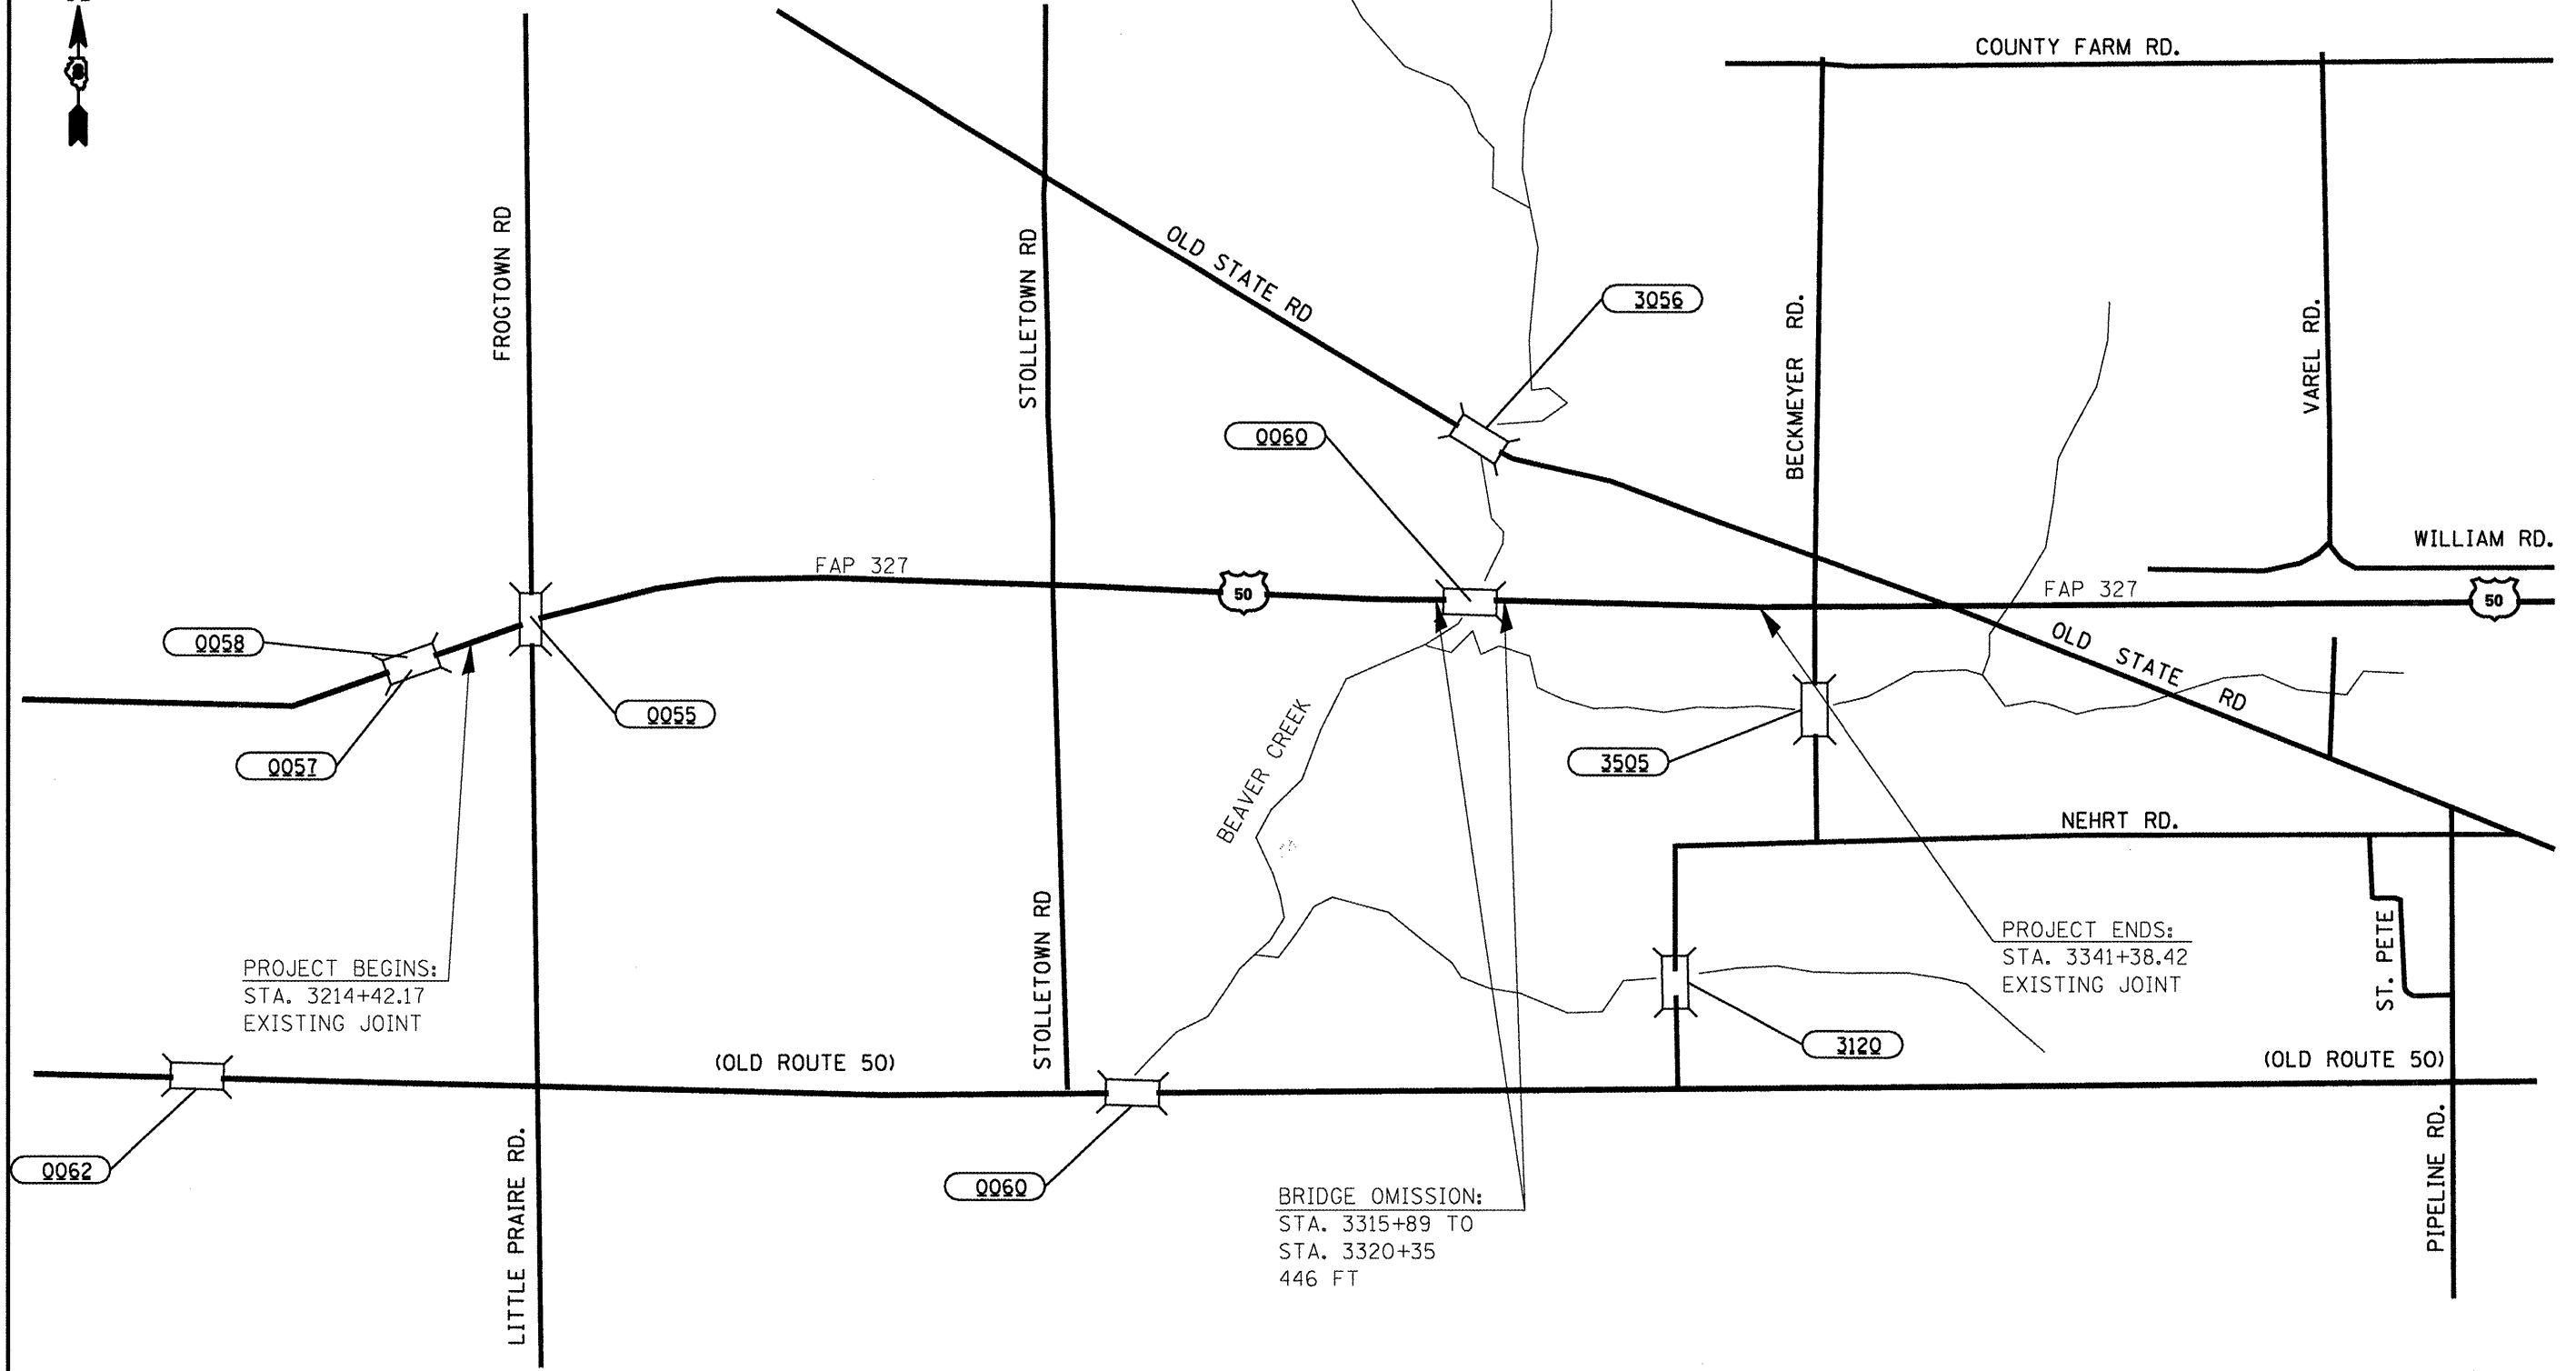 COUNTY FARM RD.
FROGTOWN RD
STOLLETOWN RD
OLD STATE RD
3056
BECKMEYER RD.
VAREL RD.
0060
WILLIAM RD.
FAP 327
50
FAP 327
50
0058
0055
0057
OLD STATE RD
3505
BEAVER CREEK
NEHRT RD.
PROJECT BEGINS:
STA. 3214+42.17
EXISTING JOINT
STOLLETOWN RD
PROJECT ENDS:
STA. 3341+38.42
EXISTING JOINT
ST. PETE
3120
(OLD ROUTE 50)
(OLD ROUTE 50)
0062
0060
LITTLE PRAIRE RD.
BRIDGE OMISSION:
STA. 3315+89 TO
STA. 3320+35
446 FT
PIPELINE RD.